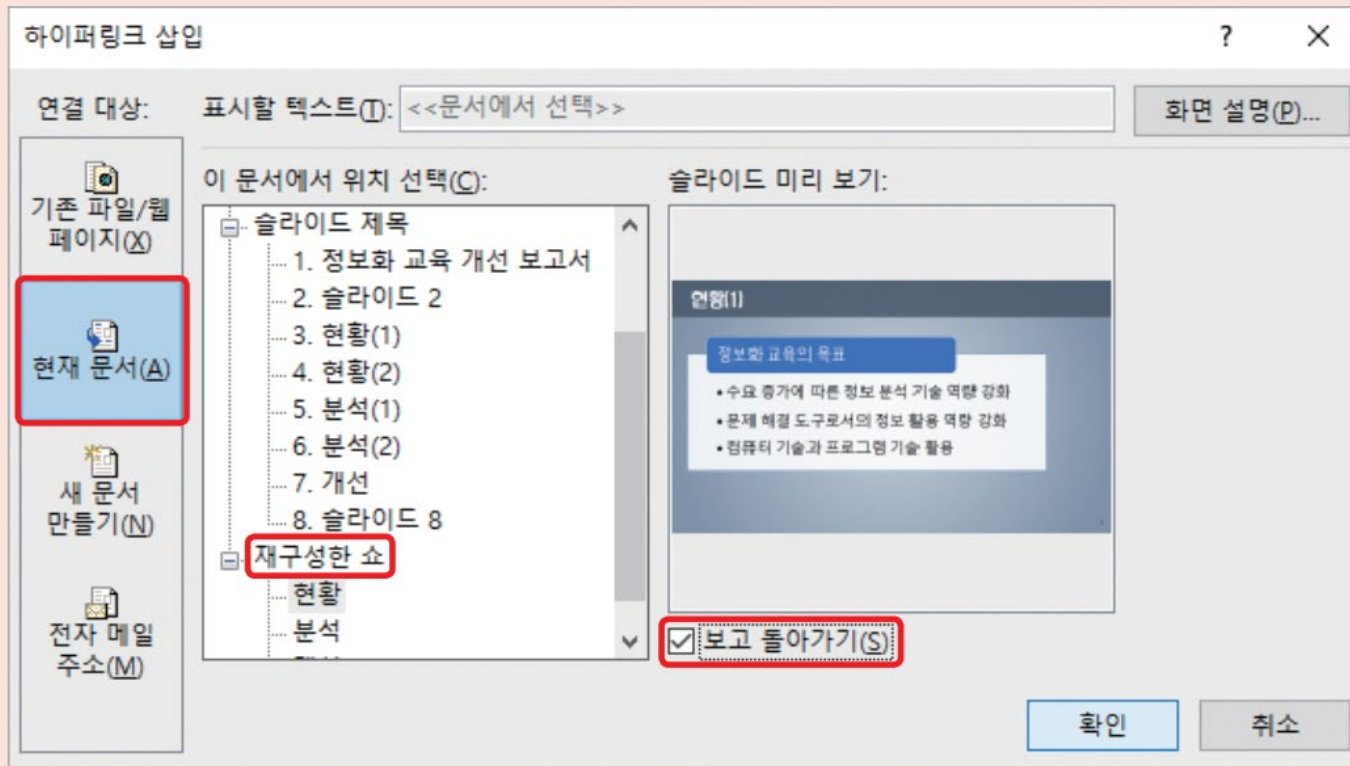 하이퍼링크 삽입
?
연결 대상:
표시할 텍스트(T):
<<문서에서 선택>>
화면 설명(P)...
기존 파일/웹
페이지(X)
현재 문서(A)
새 문서
만들기(N)
전자 메일
주소(M)
이 문서에서 위치 선택(C):
슬라이드 제목
1. 정보화 교육 개선 보고서
2. 슬라이드 2
3. 현황(1)
4. 현황(2)
5. 분석(1)
6. 분석(2)
7. 개선
8. 슬라이드 8
재구성한 쇼
현황
분석
슬라이드 미리 보기:
현황(1)
정보화 교육의 목표
• 수요 증가에 따른 정보 분석 기술 역량 강화
• 문제 해결 도구로서의 정보 활용 역량 강화
• 컴퓨터 기술과 프로그램 기술 활용
보고 돌아가기(S)
확인
취소